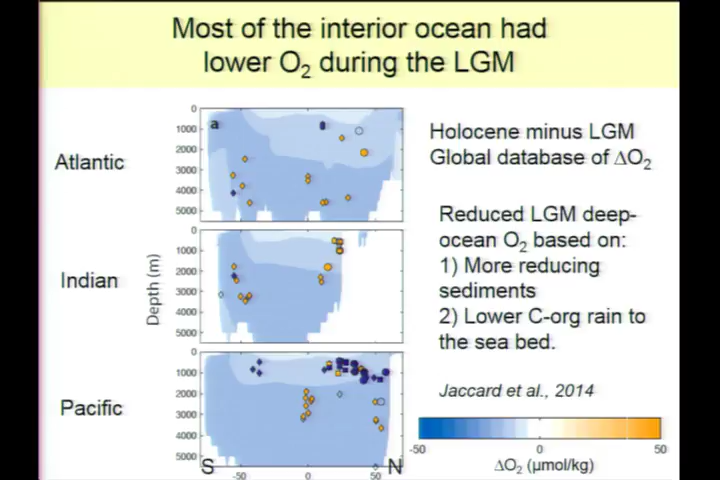 Most of the interior ocean had
lower O2 during the LGM
Atlantic
Indian
Pacific
Depth (m)
a
0
1000
2000
3000
4000
5000
0
1000
2000
3000
4000
5000
0
1000
2000
3000
4000
5000
S
N
-50
0
50
Holocene minus LGM
Global database of ΔO2
Reduced LGM deep-
ocean O2 based on:
1) More reducing
sediments
2) Lower C-org rain to
the sea bed.
Jaccard et al., 2014
-50
0
50
ΔO2 (μmol/kg)